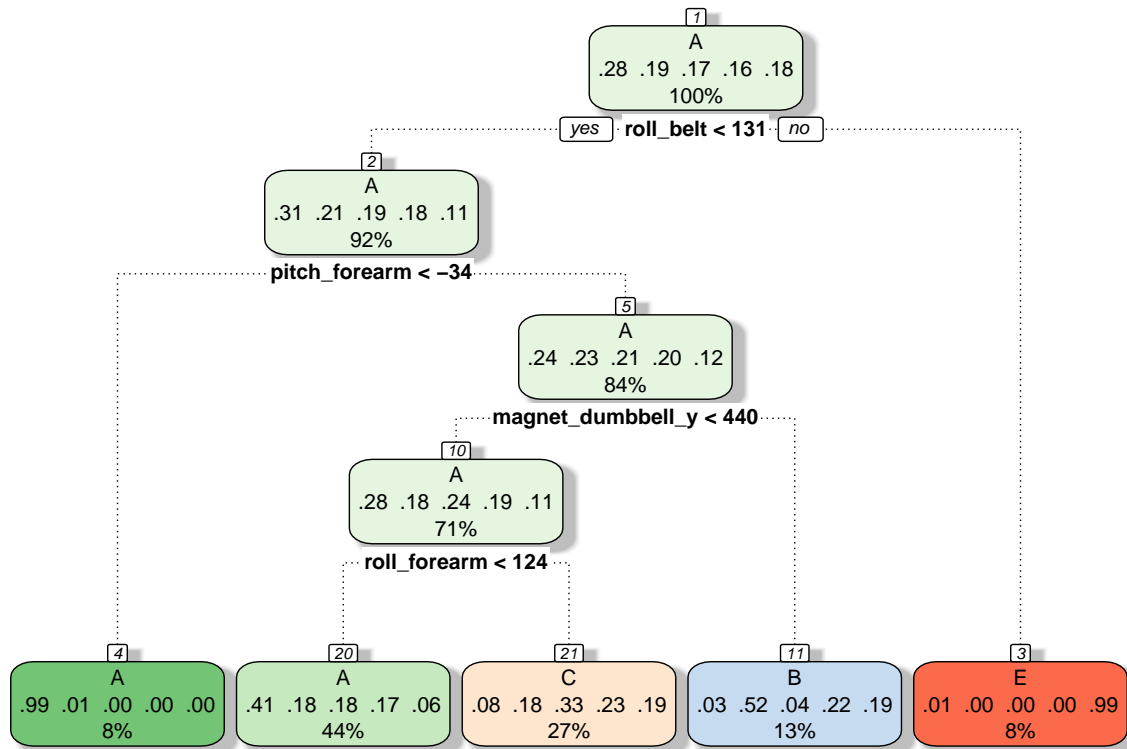 1
A
.28 .19 .17 .16 .18
100%
yes roll_belt < 131 no
2
A
.31 .21 .19 .18 .11
92%
pitch_forearm < −34
5
A
.24 .23 .21 .20 .12
84%
magnet_dumbbell_y < 440
10
A
.28 .18 .24 .19 .11
71%
roll_forearm < 124
4
A
.99 .01 .00 .00 .00
8%
20
A
.41 .18 .18 .17 .06
44%
21
C
.08 .18 .33 .23 .19
27%
11
B
.03 .52 .04 .22 .19
13%
3
E
.01 .00 .00 .00 .99
8%